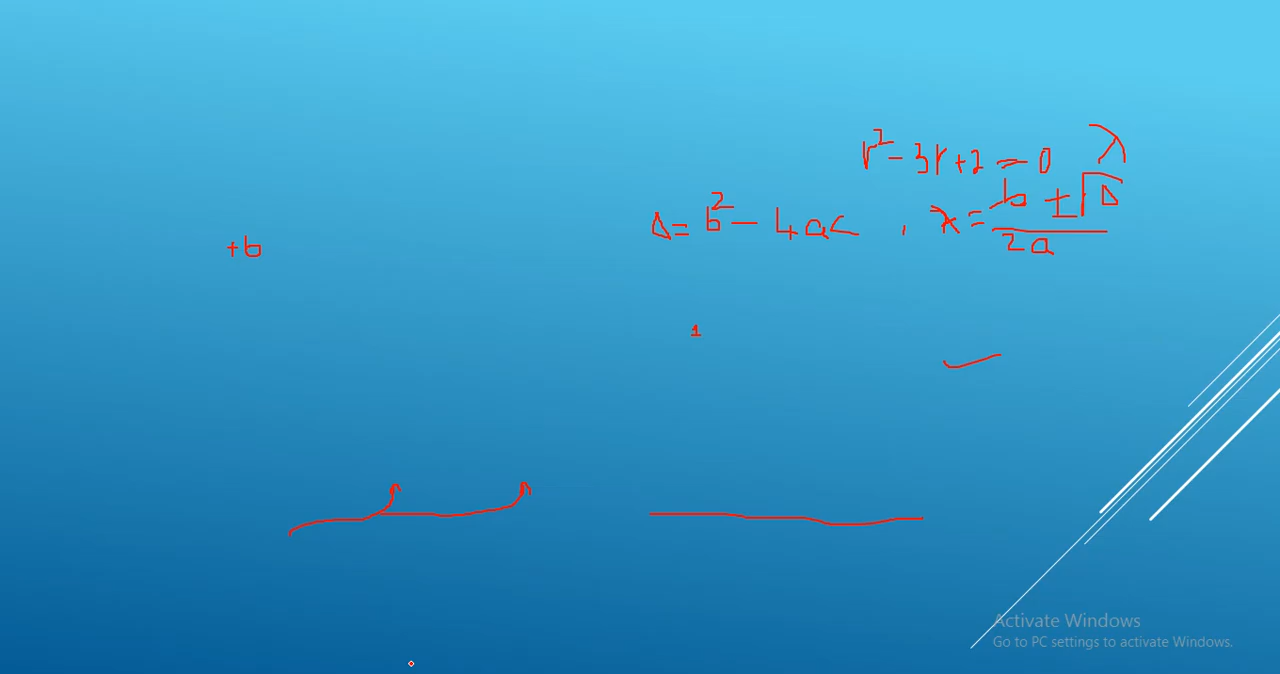 r² - 3r + 2 = 0 λ
Δ = b² - 4ac , x = (-b ± √Δ) / 2a
+b
1
Activate Windows
Go to PC settings to activate Windows.